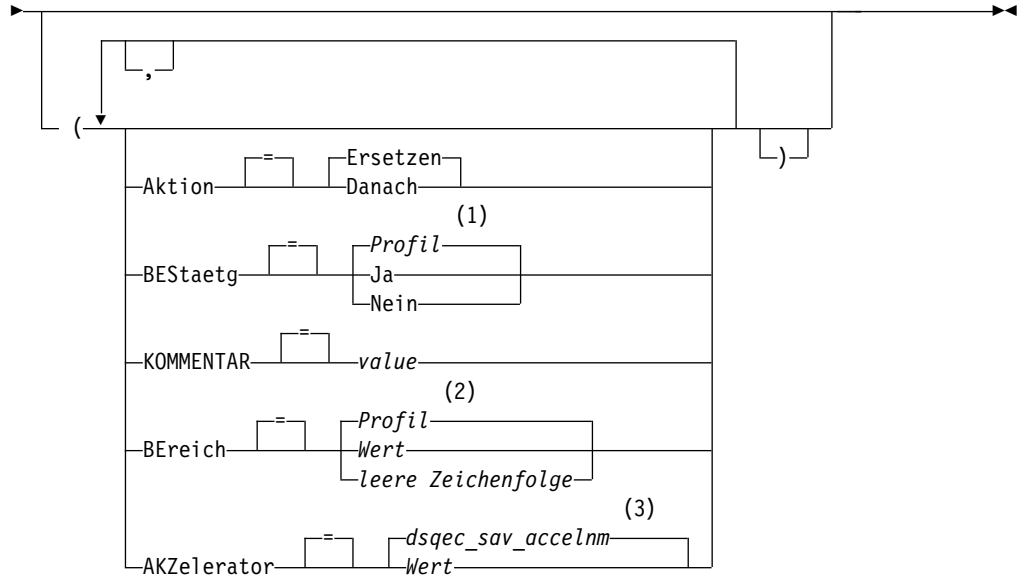 ,
(
)
= Ersetzen
Aktion Danach
(1)
= Profil
BEStaetg Ja
Nein
=
KOMMENTAR value
(2)
= Profil
BEreich Wert
leere Zeichenfolge
(3)
= dsqec_sav_accelnm
AKZelerator Wert